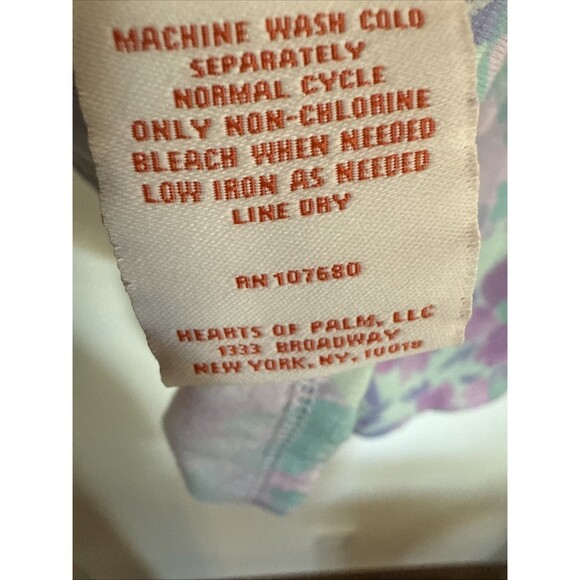 MACHINE WASH COLD
SEPARATELY
NORMAL CYCLE
ONLY NON-CHLORINE
BLEACH WHEN NEEDED
LOW IRON AS NEEDED
LINE DRY
RN 107680
HEARTS OF PALM, LLC
1333 BROADWAY
NEW YORK, NY, 10018